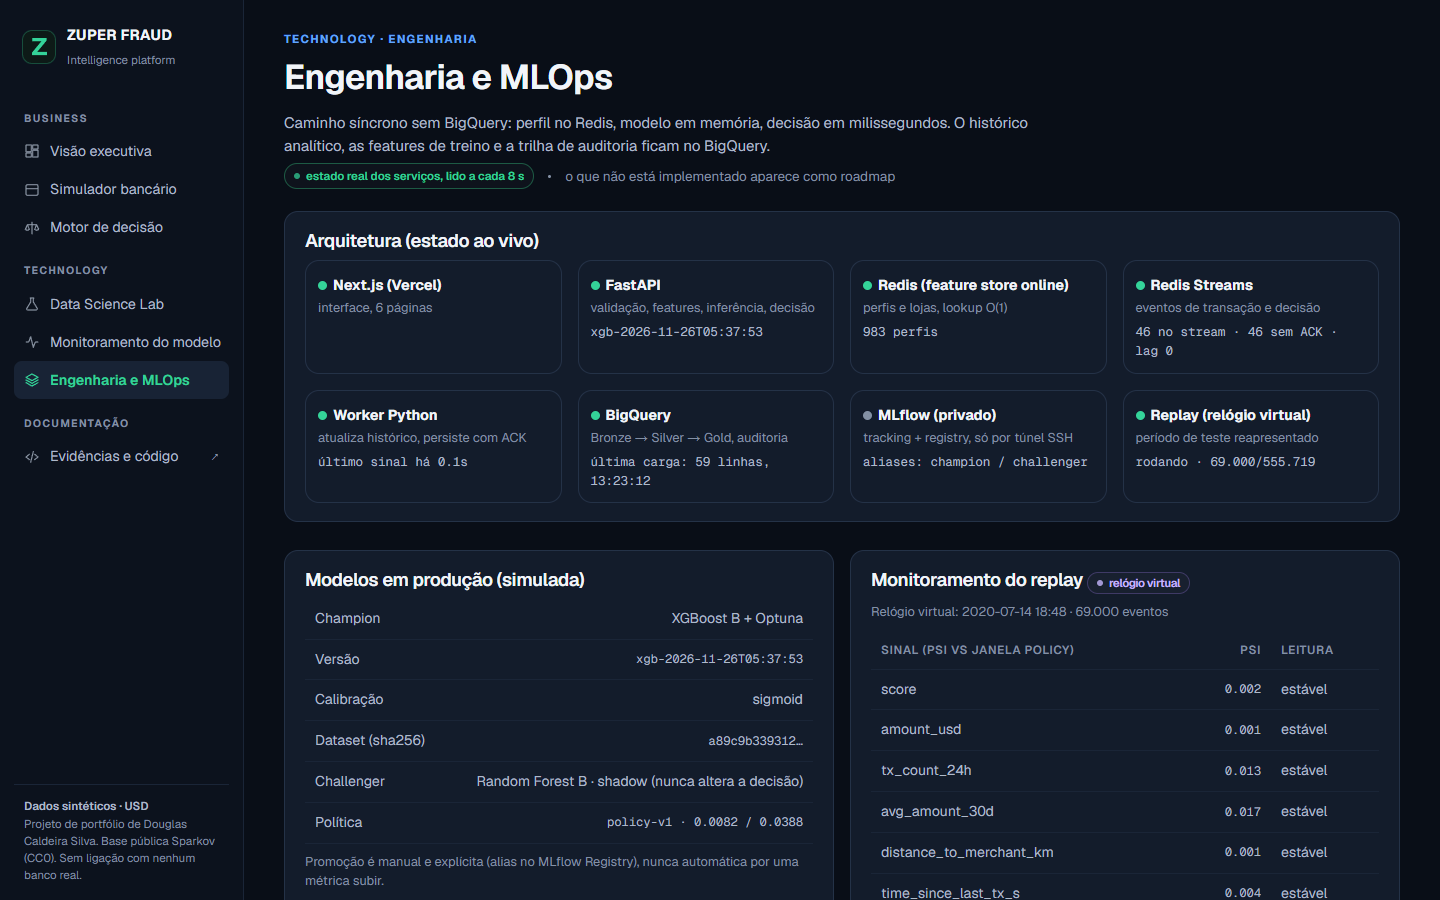 ZUPER FRAUD
Intelligence platform
BUSINESS
Visão executiva
Simulador bancário
Motor de decisão
TECHNOLOGY
Data Science Lab
Monitoramento do modelo
Engenharia e MLOps
DOCUMENTAÇÃO
Evidências e código ↗
Dados sintéticos · USD
Projeto de portfólio de Douglas
Caldeira Silva. Base pública Sparkov
(CC0). Sem ligação com nenhum
banco real.
TECHNOLOGY · ENGENHARIA
Engenharia e MLOps
Caminho síncrono sem BigQuery: perfil no Redis, modelo em memória, decisão em milissegundos. O histórico
analítico, as features de treino e a trilha de auditoria ficam no BigQuery.
estado real dos serviços, lido a cada 8 s • o que não está implementado aparece como roadmap
Arquitetura (estado ao vivo)
Next.js (Vercel)
interface, 6 páginas
FastAPI
validação, features, inferência, decisão
xgb-2026-11-26T05:37:53
Redis (feature store online)
perfis e lojas, lookup O(1)
983 perfis
Redis Streams
eventos de transação e decisão
46 no stream · 46 sem ACK ·
lag 0
Worker Python
atualiza histórico, persiste com ACK
último sinal há 0.1s
BigQuery
Bronze → Silver → Gold, auditoria
última carga: 59 linhas,
13:23:12
MLflow (privado)
tracking + registry, só por túnel SSH
aliases: champion / challenger
Replay (relógio virtual)
período de teste reapresentado
rodando · 69.000/555.719
Modelos em produção (simulada)
Champion XGBoost B + Optuna
Versão xgb-2026-11-26T05:37:53
Calibração sigmoid
Dataset (sha256) a89c9b339312…
Challenger Random Forest B · shadow (nunca altera a decisão)
Política policy-v1 · 0.0082 / 0.0388
Promoção é manual e explícita (alias no MLflow Registry), nunca automática por uma
métrica subir.
Monitoramento do replay relógio virtual
Relógio virtual: 2020-07-14 18:48 · 69.000 eventos
SINAL (PSI VS JANELA POLICY) PSI LEITURA
score 0.002 estável
amount_usd 0.001 estável
tx_count_24h 0.013 estável
avg_amount_30d 0.017 estável
distance_to_merchant_km 0.001 estável
time_since_last_tx_s 0.004 estável